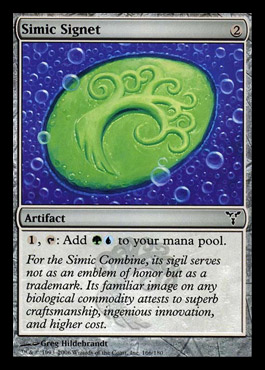 Simic Signet 2
Artifact
1, : Add to your mana pool.
For the Simic Combine, its sigil serves
not as an emblem of honor but as a
trademark. Its familiar image on any
biological commodity attests to superb
craftsmanship, ingenious innovation,
and higher cost.
Greg Hildebrandt
™ & © 1993–2006 Wizards of the Coast, Inc. 166/180